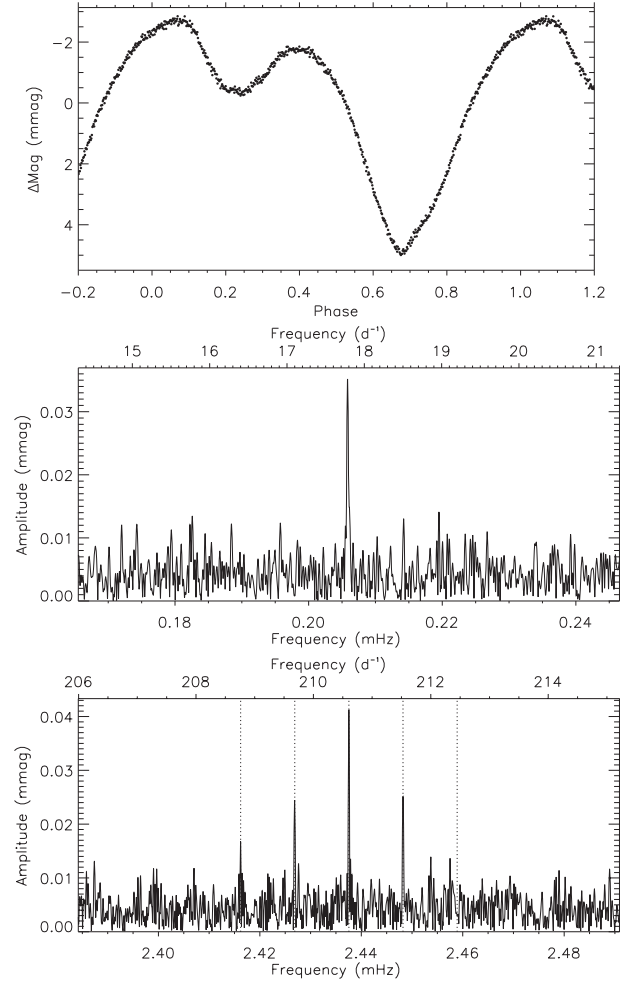 −2
0
2
4
ΔMag (mmag)
−0.2 0.0 0.2 0.4 0.6 0.8 1.0 1.2
Phase
Frequency (d⁻¹)
15 16 17 18 19 20 21
0.03
0.02
0.01
0.00
Amplitude (mmag)
0.18 0.20 0.22 0.24
Frequency (mHz)
Frequency (d⁻¹)
206 208 210 212 214
0.04
0.03
0.02
0.01
0.00
Amplitude (mmag)
2.40 2.42 2.44 2.46 2.48
Frequency (mHz)